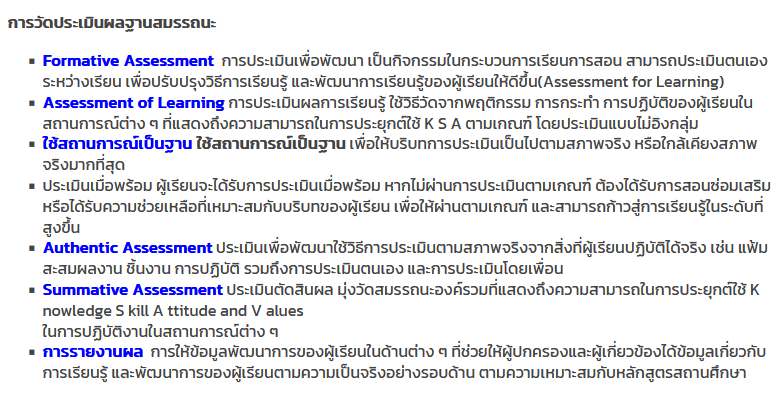 การวัดประเมินผลฐานสมรรถนะ
▪ Formative Assessment การประเมินเพื่อพัฒนา เป็นกิจกรรมในกระบวนการเรียนการสอน สามารถประเมินตนเอง
ระหว่างเรียน เพื่อปรับปรุงวิธีการเรียนรู้ และพัฒนาการเรียนรู้ของผู้เรียนให้ดีขึ้น(Assessment for Learning)
▪ Assessment of Learning การประเมินผลการเรียนรู้ ใช้วิธีวัดจากพฤติกรรม การกระทำ การปฏิบัติของผู้เรียนใน
สถานการณ์ต่าง ๆ ที่แสดงถึงความสามารถในการประยุกต์ใช้ K S A ตามเกณฑ์ โดยประเมินแบบไม่อิงกลุ่ม
▪ ใช้สถานการณ์เป็นฐาน ใช้สถานการณ์เป็นฐาน เพื่อให้บริบทการประเมินเป็นไปตามสภาพจริง หรือใกล้เคียงสภาพ
จริงมากที่สุด
▪ ประเมินเมื่อพร้อม ผู้เรียนจะได้รับการประเมินเมื่อพร้อม หากไม่ผ่านการประเมินตามเกณฑ์ ต้องได้รับการสอนซ่อมเสริม
หรือได้รับความช่วยเหลือที่เหมาะสมกับบริบทของผู้เรียน เพื่อให้ผ่านตามเกณฑ์ และสามารถก้าวสู่การเรียนรู้ในระดับที่
สูงขึ้น
▪ Authentic Assessment ประเมินเพื่อพัฒนาใช้วิธีการประเมินตามสภาพจริงจากสิ่งที่ผู้เรียนปฏิบัติได้จริง เช่น แฟ้ม
สะสมผลงาน ชิ้นงาน การปฏิบัติ รวมถึงการประเมินตนเอง และการประเมินโดยเพื่อน
▪ Summative Assessment ประเมินตัดสินผล มุ่งวัดสมรรถนะองค์รวมที่แสดงถึงความสามารถในการประยุกต์ใช้ K
nowledge S kill A ttitude and V alues
ในการปฏิบัติงานในสถานการณ์ต่าง ๆ
▪ การรายงานผล การให้ข้อมูลพัฒนาการของผู้เรียนในด้านต่าง ๆ ที่ช่วยให้ผู้ปกครองและผู้เกี่ยวข้องได้ข้อมูลเกี่ยวกับ
การเรียนรู้ และพัฒนาการของผู้เรียนตามความเป็นจริงอย่างรอบด้าน ตามความเหมาะสมกับหลักสูตรสถานศึกษา